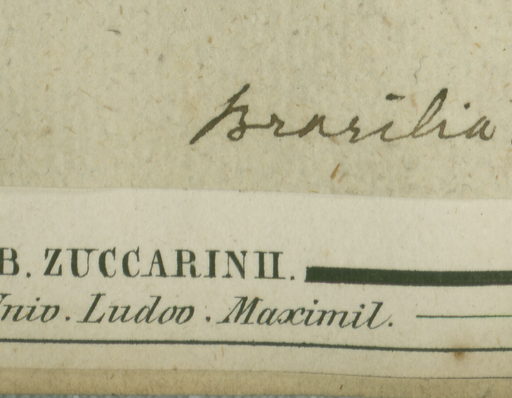 Brasilia
B. ZUCCARINII.
Univ. Ludov. Maximil.